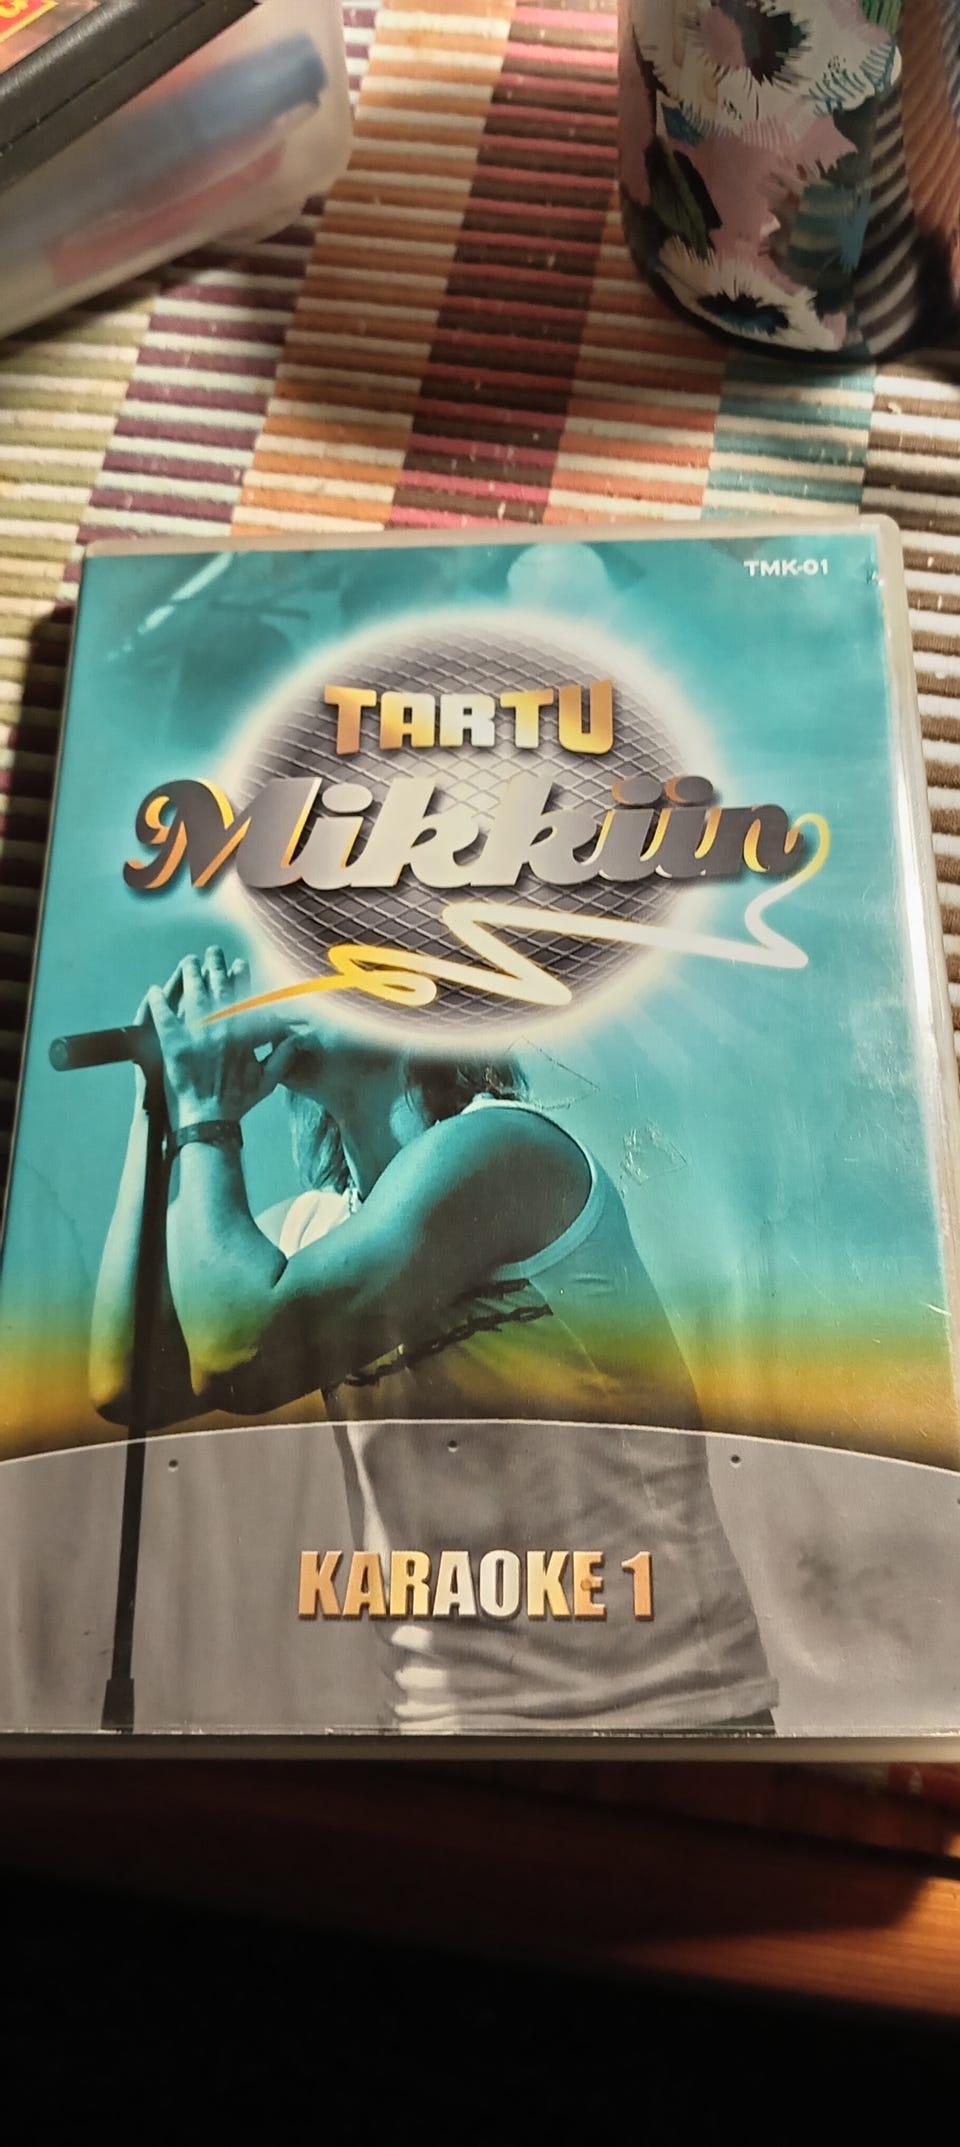 TMK-01
TARTU
Mikkiin
KARAOKE 1